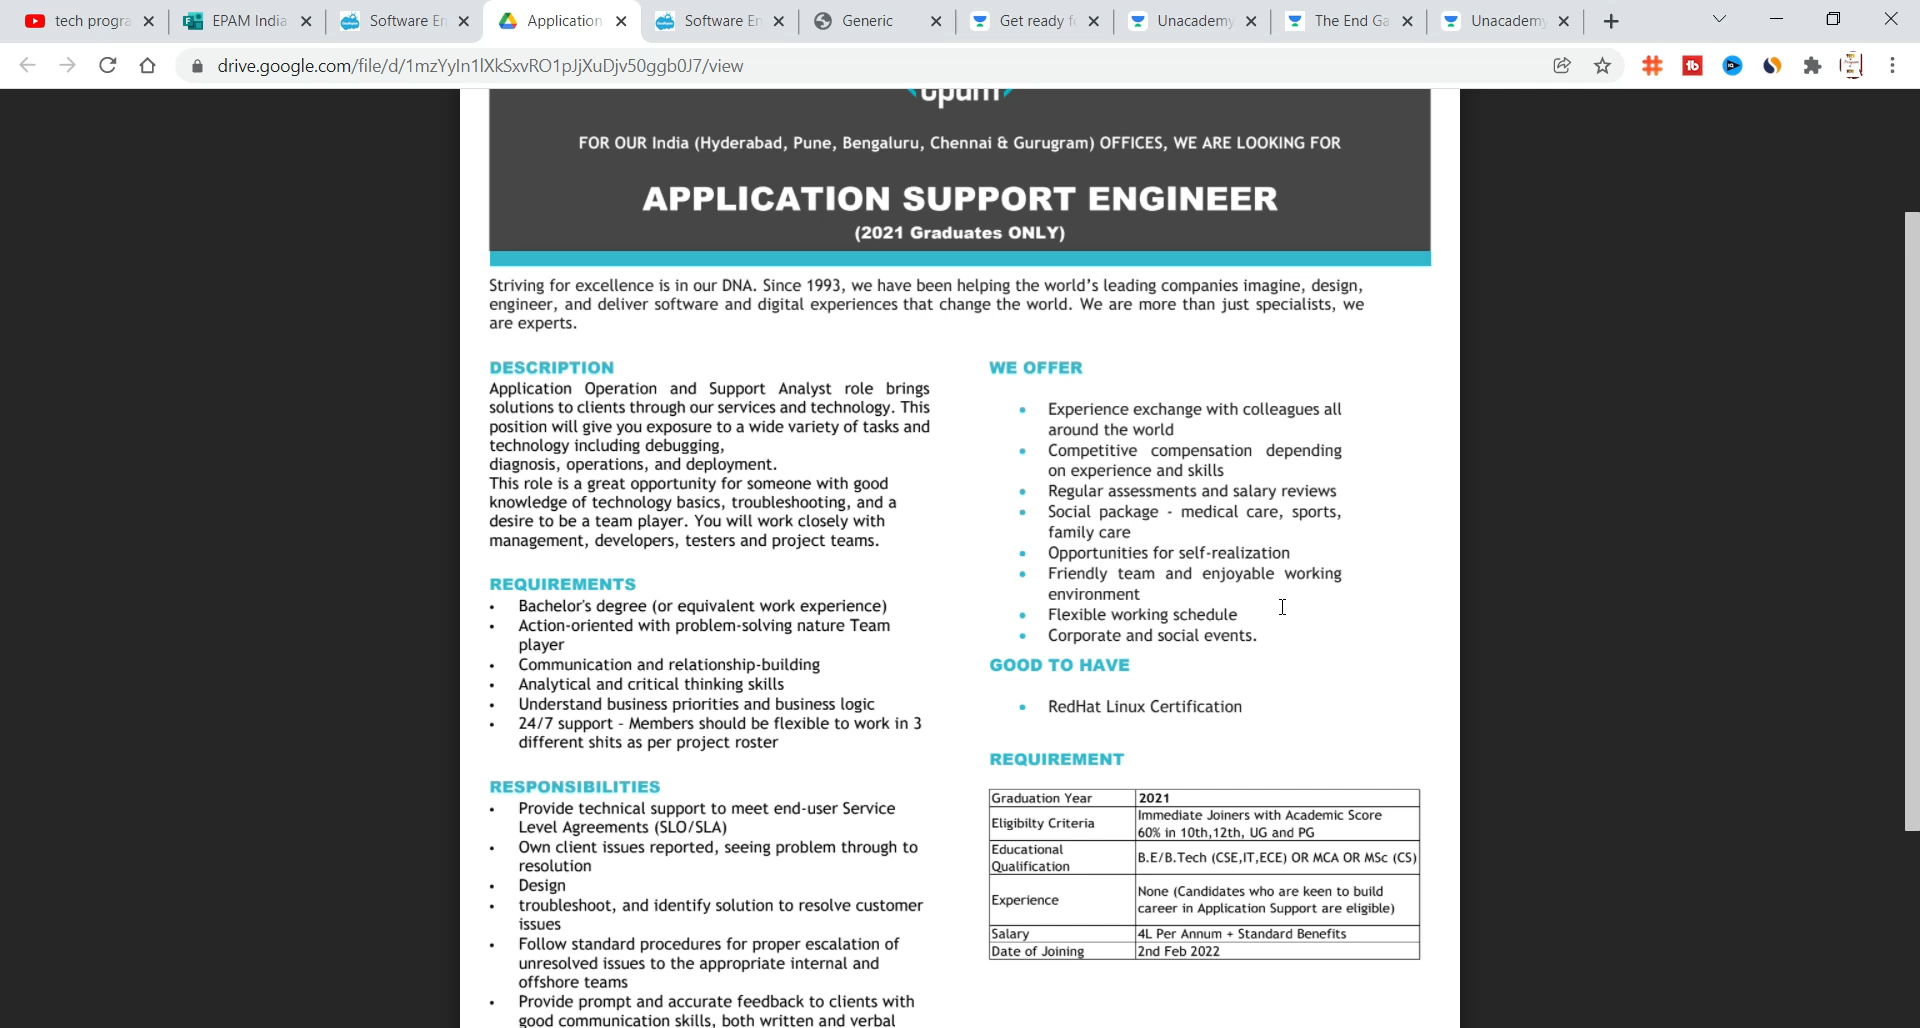 tech progra
EPAM India
Software En
Application
Software En
Generic
Get ready f
Unacademy
The End Ga
Unacademy
drive.google.com/file/d/1mzYyIn1lXkSxvRO1pJjXuDjv50ggb0J7/view
epam
FOR OUR India (Hyderabad, Pune, Bengaluru, Chennai & Gurugram) OFFICES, WE ARE LOOKING FOR
APPLICATION SUPPORT ENGINEER
(2021 Graduates ONLY)
Striving for excellence is in our DNA. Since 1993, we have been helping the world's leading companies imagine, design,
engineer, and deliver software and digital experiences that change the world. We are more than just specialists, we
are experts.
DESCRIPTION
Application Operation and Support Analyst role brings
solutions to clients through our services and technology. This
position will give you exposure to a wide variety of tasks and
technology including debugging,
diagnosis, operations, and deployment.
This role is a great opportunity for someone with good
knowledge of technology basics, troubleshooting, and a
desire to be a team player. You will work closely with
management, developers, testers and project teams.
REQUIREMENTS
• Bachelor's degree (or equivalent work experience)
• Action-oriented with problem-solving nature Team
player
• Communication and relationship-building
• Analytical and critical thinking skills
• Understand business priorities and business logic
• 24/7 support - Members should be flexible to work in 3
different shits as per project roster
RESPONSIBILITIES
• Provide technical support to meet end-user Service
Level Agreements (SLO/SLA)
• Own client issues reported, seeing problem through to
resolution
• Design
• troubleshoot, and identify solution to resolve customer
issues
• Follow standard procedures for proper escalation of
unresolved issues to the appropriate internal and
offshore teams
• Provide prompt and accurate feedback to clients with
good communication skills, both written and verbal
WE OFFER
• Experience exchange with colleagues all
around the world
• Competitive compensation depending
on experience and skills
• Regular assessments and salary reviews
• Social package - medical care, sports,
family care
• Opportunities for self-realization
• Friendly team and enjoyable working
environment
• Flexible working schedule
• Corporate and social events.
GOOD TO HAVE
• RedHat Linux Certification
REQUIREMENT
Graduation Year 2021
Eligibilty Criteria Immediate Joiners with Academic Score
60% in 10th,12th, UG and PG
Educational
Qualification B.E/B.Tech (CSE,IT,ECE) OR MCA OR MSc (CS)
Experience None (Candidates who are keen to build
career in Application Support are eligible)
Salary 4L Per Annum + Standard Benefits
Date of Joining 2nd Feb 2022